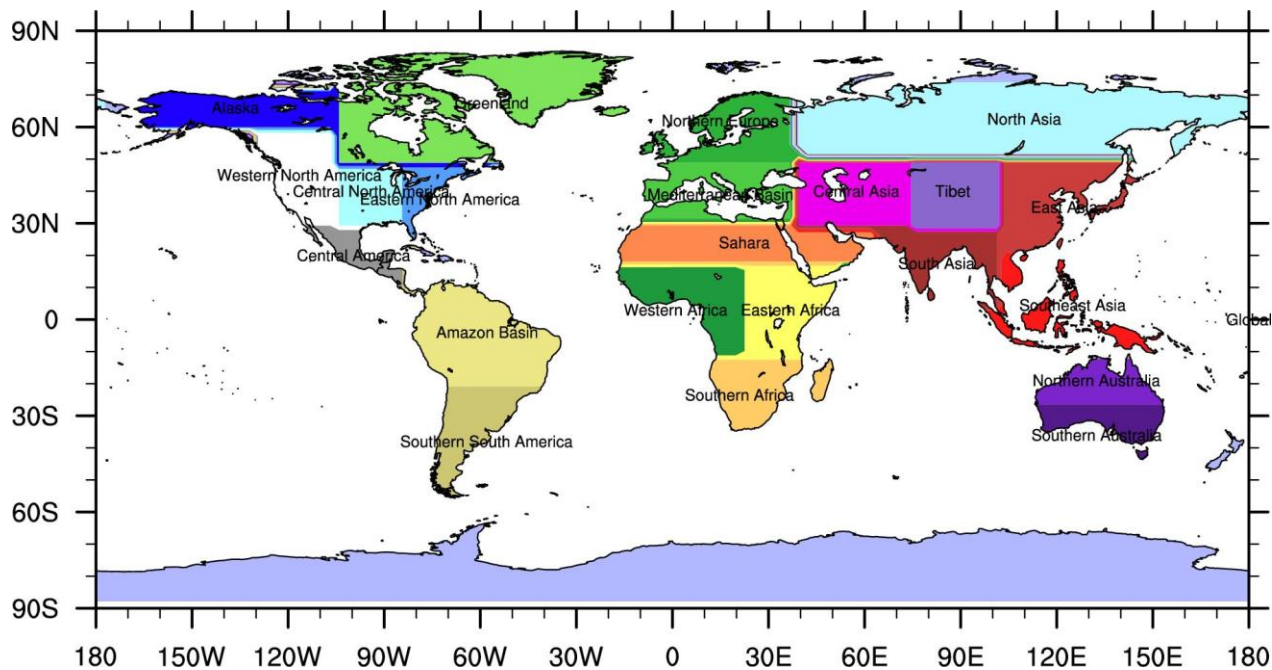 90N
60N
30N
0
30S
60S
90S
Alaska
Greenland
Northern Europe
North Asia
Western North America
Central North America
Eastern North America
Mediterranean Basin
Central Asia
Tibet
East Asia
Central America
Sahara
South Asia
Western Africa
Eastern Africa
Southeast Asia
Global
Amazon Basin
Southern Africa
Northern Australia
Southern South America
Southern Australia
180 150W 120W 90W 60W 30W 0 30E 60E 90E 120E 150E 180